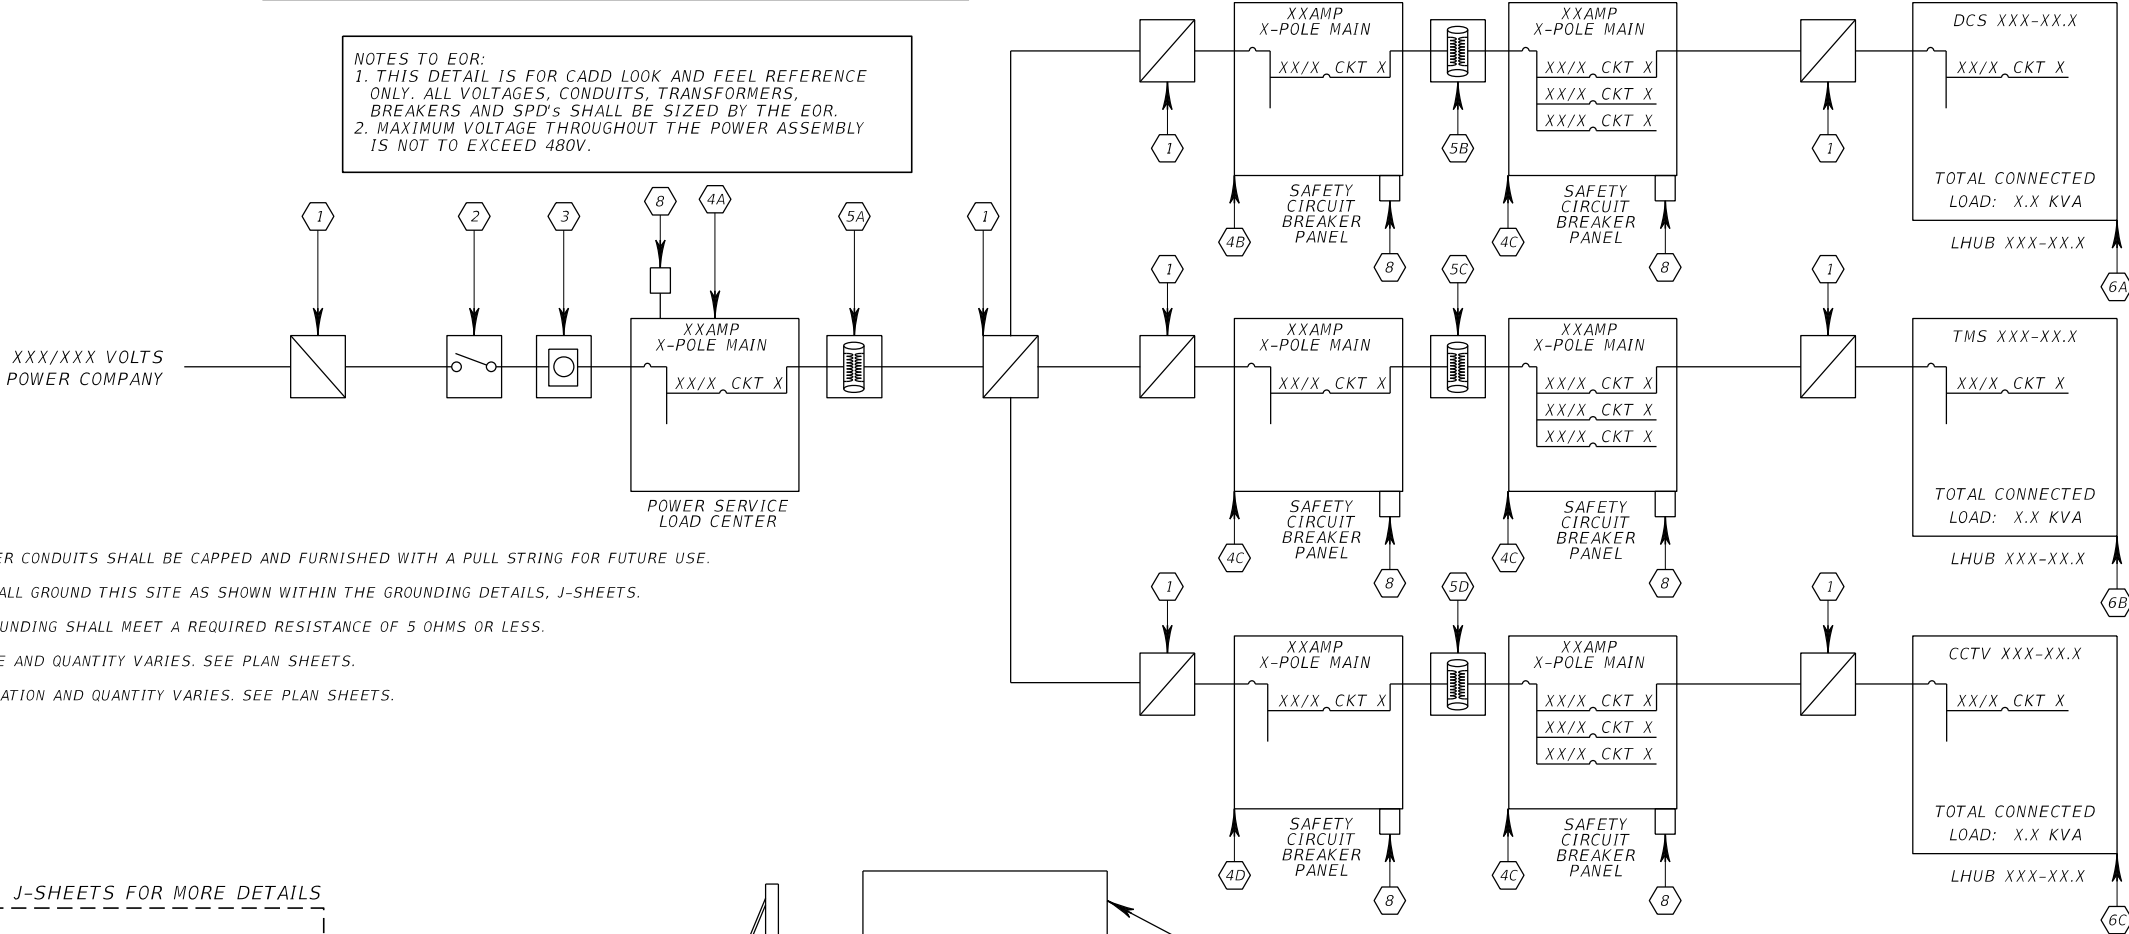 NOTES TO EOR:
1. THIS DETAIL IS FOR CADD LOOK AND FEEL REFERENCE
ONLY. ALL VOLTAGES, CONDUITS, TRANSFORMERS,
BREAKERS AND SPD's SHALL BE SIZED BY THE EOR.
2. MAXIMUM VOLTAGE THROUGHOUT THE POWER ASSEMBLY
IS NOT TO EXCEED 480V.
1
2
3
8
4A
5A
1
XXX/XXX VOLTS
POWER COMPANY
XXAMP
X-POLE MAIN
XX/X CKT X
POWER SERVICE
LOAD CENTER
XXAMP
X-POLE MAIN
XX/X CKT X
1
SAFETY
CIRCUIT
BREAKER
PANEL
4B
8
5B
XXAMP
X-POLE MAIN
XX/X CKT X
XX/X CKT X
XX/X CKT X
SAFETY
CIRCUIT
BREAKER
PANEL
4C
8
1
DCS XXX-XX.X
XX/X CKT X
TOTAL CONNECTED
LOAD: X.X KVA
LHUB XXX-XX.X
6A
1
XXAMP
X-POLE MAIN
XX/X CKT X
SAFETY
CIRCUIT
BREAKER
PANEL
4C
8
5C
XXAMP
X-POLE MAIN
XX/X CKT X
XX/X CKT X
XX/X CKT X
SAFETY
CIRCUIT
BREAKER
PANEL
4C
8
1
TMS XXX-XX.X
XX/X CKT X
TOTAL CONNECTED
LOAD: X.X KVA
LHUB XXX-XX.X
6B
1
XXAMP
X-POLE MAIN
XX/X CKT X
SAFETY
CIRCUIT
BREAKER
PANEL
4D
8
5D
XXAMP
X-POLE MAIN
XX/X CKT X
XX/X CKT X
XX/X CKT X
SAFETY
CIRCUIT
BREAKER
PANEL
4C
8
1
CCTV XXX-XX.X
XX/X CKT X
TOTAL CONNECTED
LOAD: X.X KVA
LHUB XXX-XX.X
6C
CONDUITS SHALL BE CAPPED AND FURNISHED WITH A PULL STRING FOR FUTURE USE.
GROUND THIS SITE AS SHOWN WITHIN THE GROUNDING DETAILS, J-SHEETS.
SHALL MEET A REQUIRED RESISTANCE OF 5 OHMS OR LESS.
AND QUANTITY VARIES. SEE PLAN SHEETS.
AND QUANTITY VARIES. SEE PLAN SHEETS.
J-SHEETS FOR MORE DETAILS